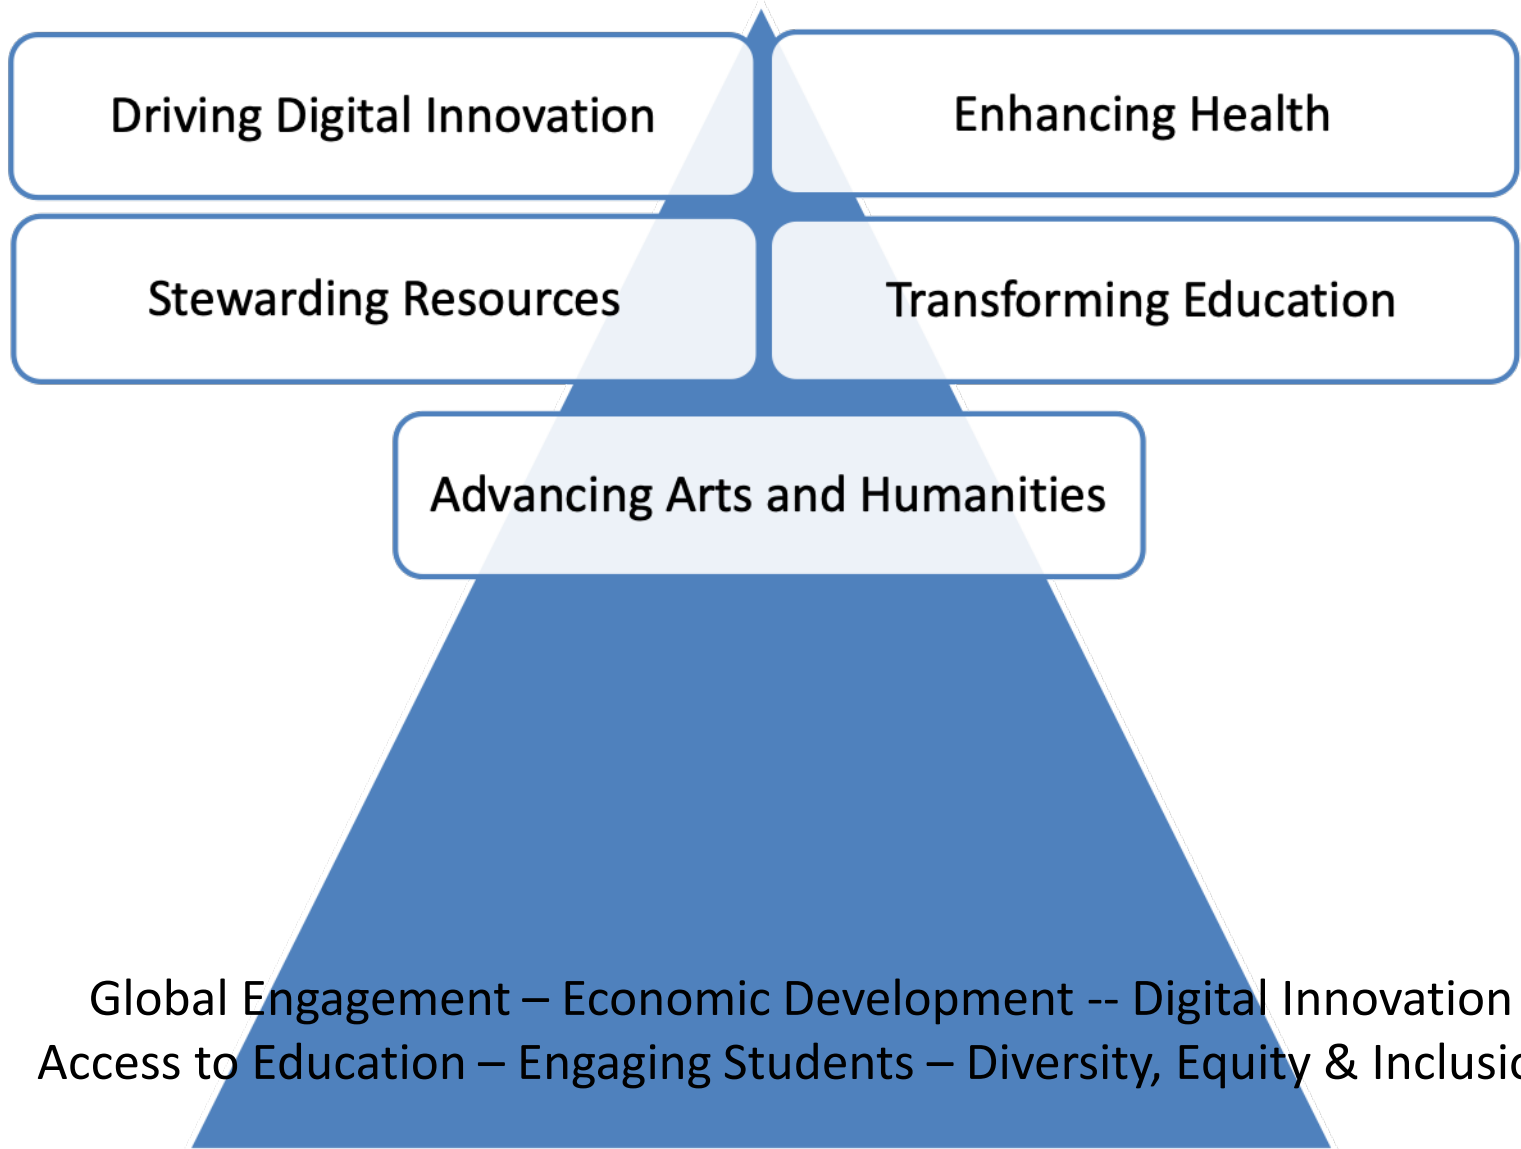 Driving Digital Innovation
Enhancing Health
Stewarding Resources
Transforming Education
Advancing Arts and Humanities
Global Engagement – Economic Development -- Digital Innovation
Access to Education – Engaging Students – Diversity, Equity &